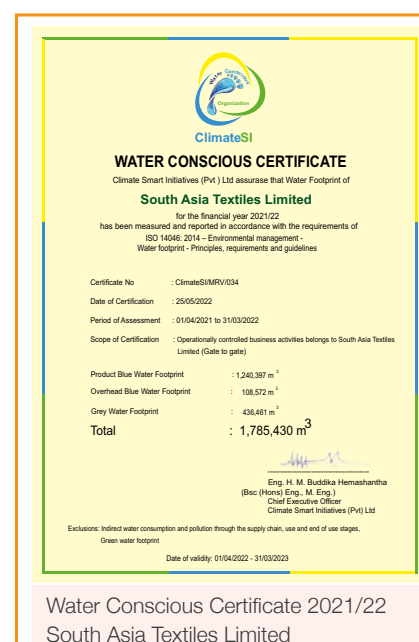 Water Conscious
Organization
ClimateSI
WATER CONSCIOUS CERTIFICATE
Climate Smart Initiatives (Pvt ) Ltd assurase that Water Footprint of
South Asia Textiles Limited
for the financial year 2021/22
has been measured and reported in accordance with the requirements of
ISO 14046: 2014 – Environmental management -
Water footprint - Principles, requirements and guidelines
Certificate No : ClimateSI/MRV/034
Date of Certification : 25/05/2022
Period of Assessment : 01/04/2021 to 31/03/2022
Scope of Certification : Operationally controlled business activities belongs to South Asia Textiles
Limited (Gate to gate)
Product Blue Water Footprint : 1,240,397 m 3
Overhead Blue Water Footprint : 108,572 m 3
Grey Water Footprint : 436,461 m 3
Total : 1,785,430 m3
Eng. H. M. Buddika Hemashantha
(Bsc (Hons) Eng., M. Eng.)
Chief Executive Officer
Climate Smart Initiatives (Pvt) Ltd
Exclusions: Indirect water consumption and pollution through the supply chain, use and end of use stages,
Green water footprint
Date of validity: 01/04/2022 - 31/03/2023
Water Conscious Certificate 2021/22
South Asia Textiles Limited